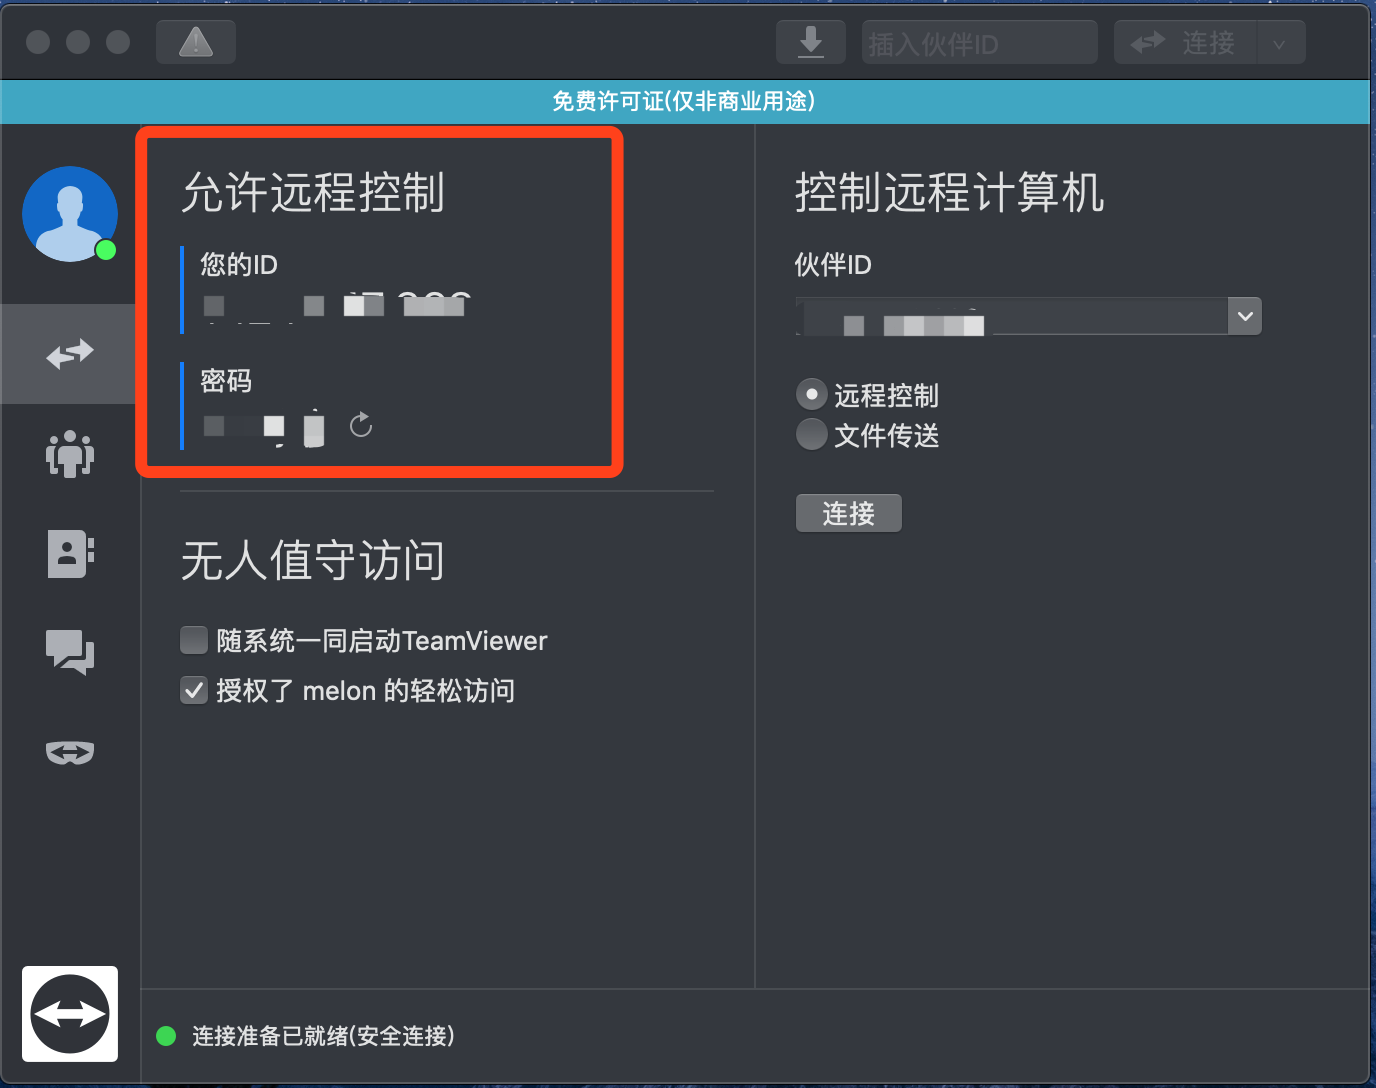 插入伙伴ID
连接
免费许可证(仅非商业用途)
允许远程控制
您的ID
密码
无人值守访问
随系统一同启动TeamViewer
授权了 melon 的轻松访问
控制远程计算机
伙伴ID
远程控制
文件传送
连接
连接准备已就绪(安全连接)